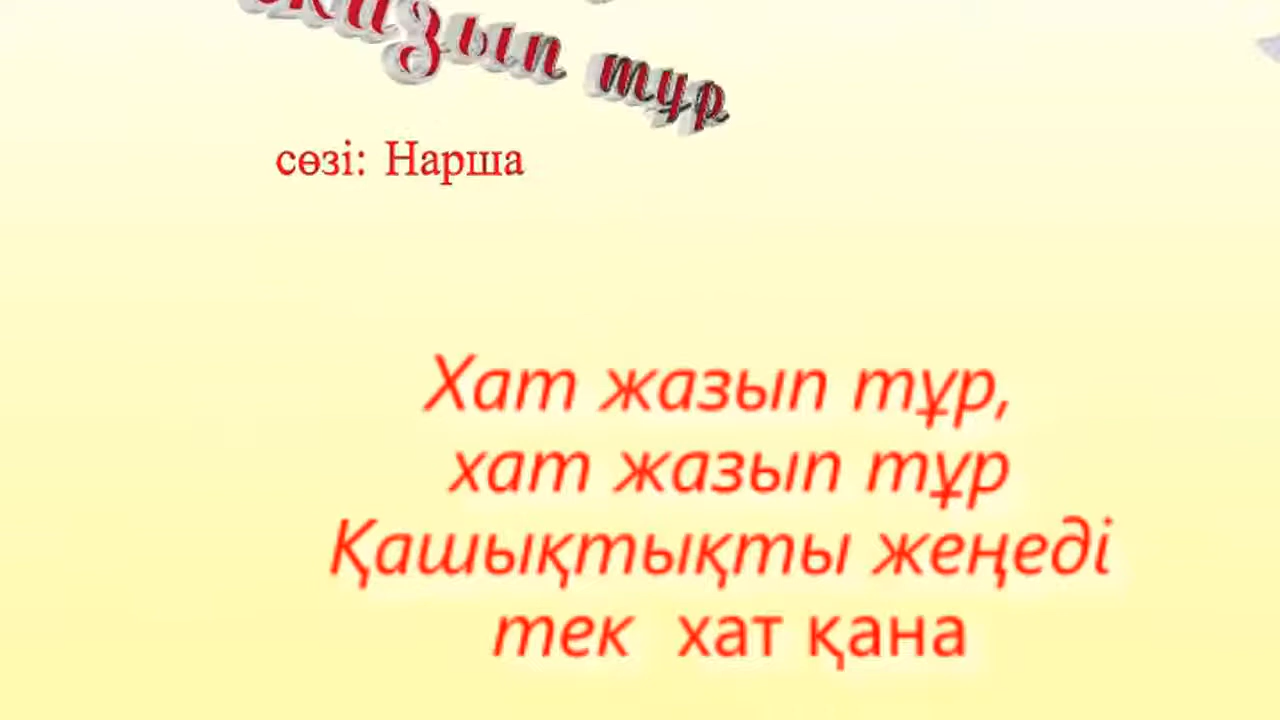 жазып тұр
сөзі: Нарша
Хат жазып тұр,
хат жазып тұр
Қашықтықты жеңеді
тек хат қана